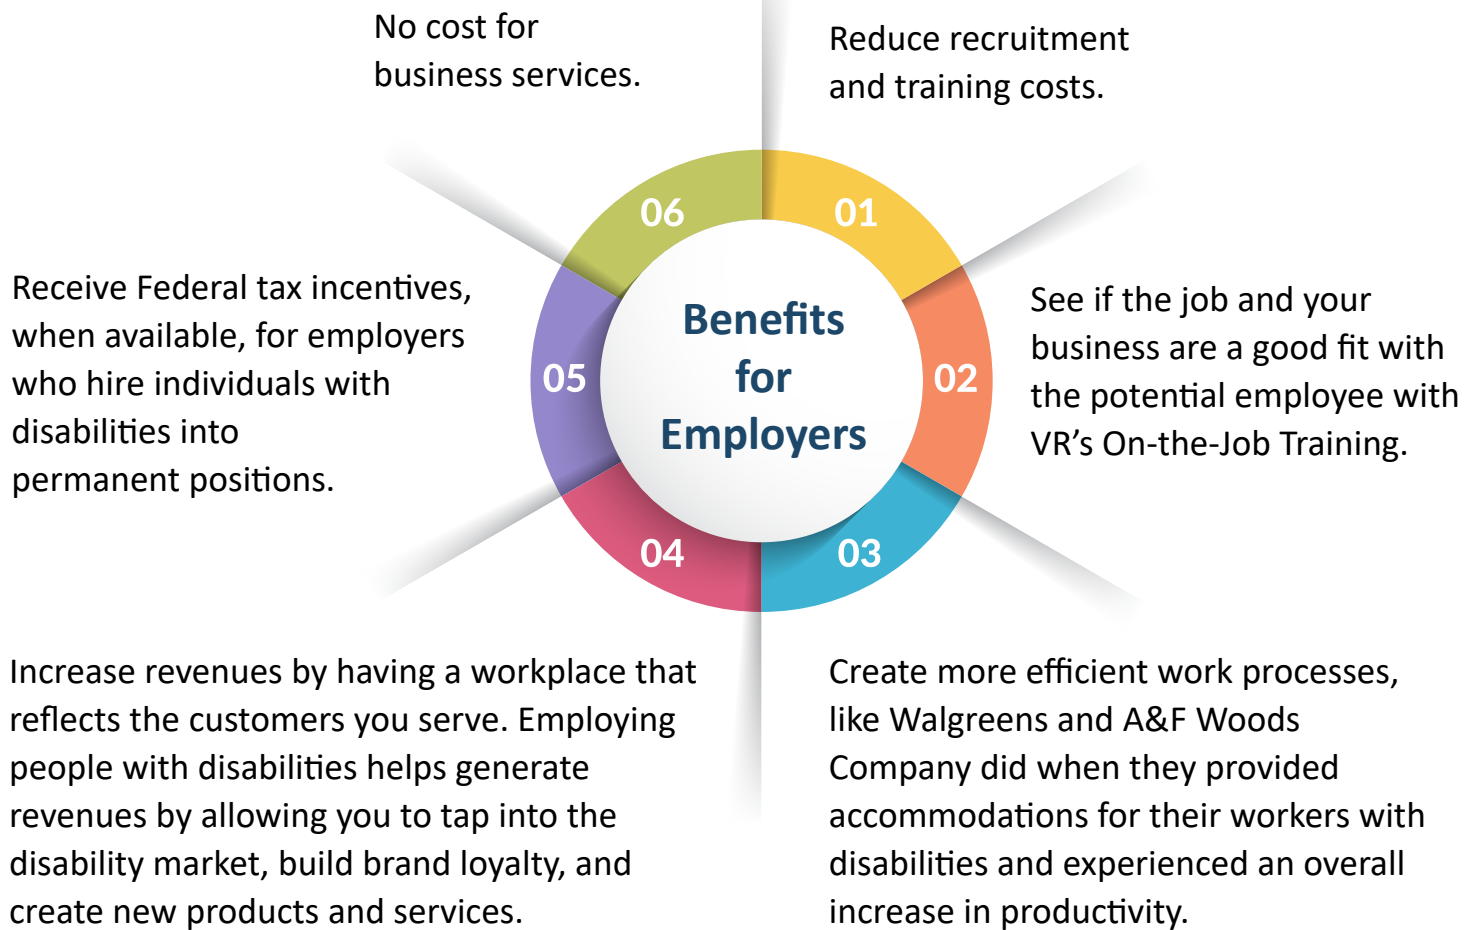 No cost for
business services.
Reduce recruitment
and training costs.
06
01
Receive Federal tax incentives,
when available, for employers
who hire individuals with
disabilities into
permanent positions.
05
Benefits
for
Employers
02
See if the job and your
business are a good fit with
the potential employee with
VR’s On-the-Job Training.
04
03
Increase revenues by having a workplace that
reflects the customers you serve. Employing
people with disabilities helps generate
revenues by allowing you to tap into the
disability market, build brand loyalty, and
create new products and services.
Create more efficient work processes,
like Walgreens and A&F Woods
Company did when they provided
accommodations for their workers with
disabilities and experienced an overall
increase in productivity.